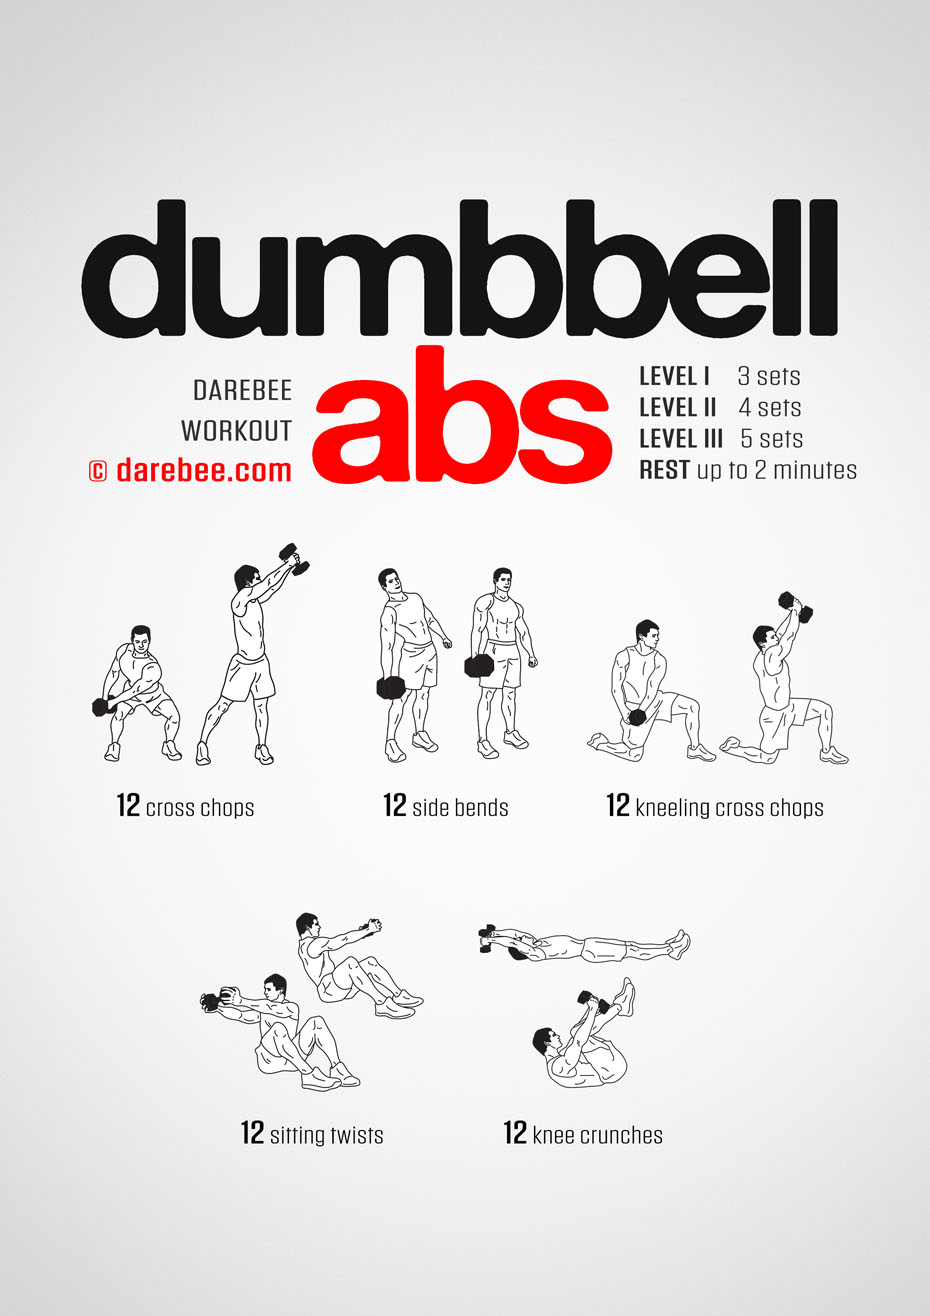 dumbbell
abs
DAREBEE
WORKOUT
© darebee.com
LEVEL I 3 sets
LEVEL II 4 sets
LEVEL III 5 sets
REST up to 2 minutes
12 cross chops
12 side bends
12 kneeling cross chops
12 sitting twists
12 knee crunches